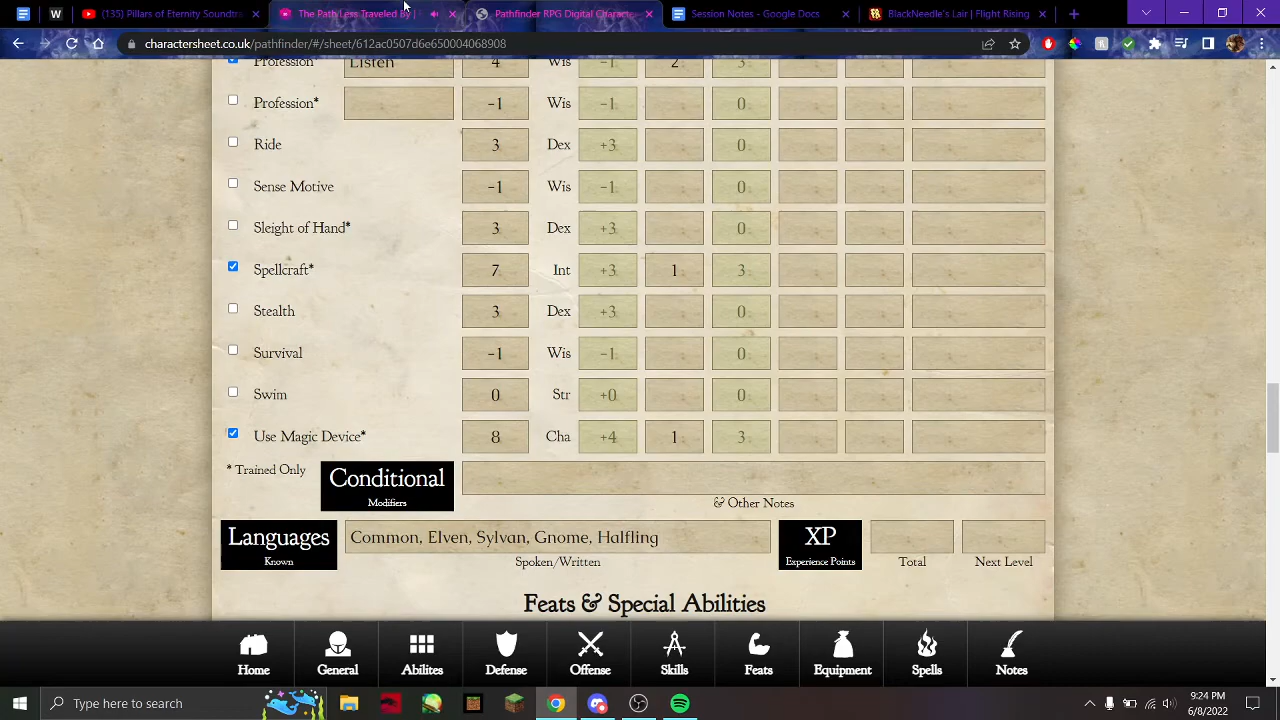 (135) Pillars of Eternity Soundtr
The Path Less Traveled By |
Pathfinder RPG Digital Charact
Session Notes - Google Docs
BlackNeedle's Lair | Flight Rising
charactersheet.co.uk/pathfinder/#/sheet/612ac0507d6e650004068908
Profession* Listen 4 Wis -1 2 3
Profession* -1 Wis -1 0
Ride 3 Dex +3 0
Sense Motive -1 Wis -1 0
Sleight of Hand* 3 Dex +3 0
Spellcraft* 7 Int +3 1 3
Stealth 3 Dex +3 0
Survival -1 Wis -1 0
Swim 0 Str +0 0
Use Magic Device* 8 Cha +4 1 3
* Trained Only
Conditional
Modifiers
& Other Notes
Languages
Known
Common, Elven, Sylvan, Gnome, Halfling
Spoken/Written
XP
Experience Points
Total
Next Level
Feats & Special Abilities
Home General Abilites Defense Offense Skills Feats Equipment Spells Notes
Type here to search
9:24 PM
6/8/2022